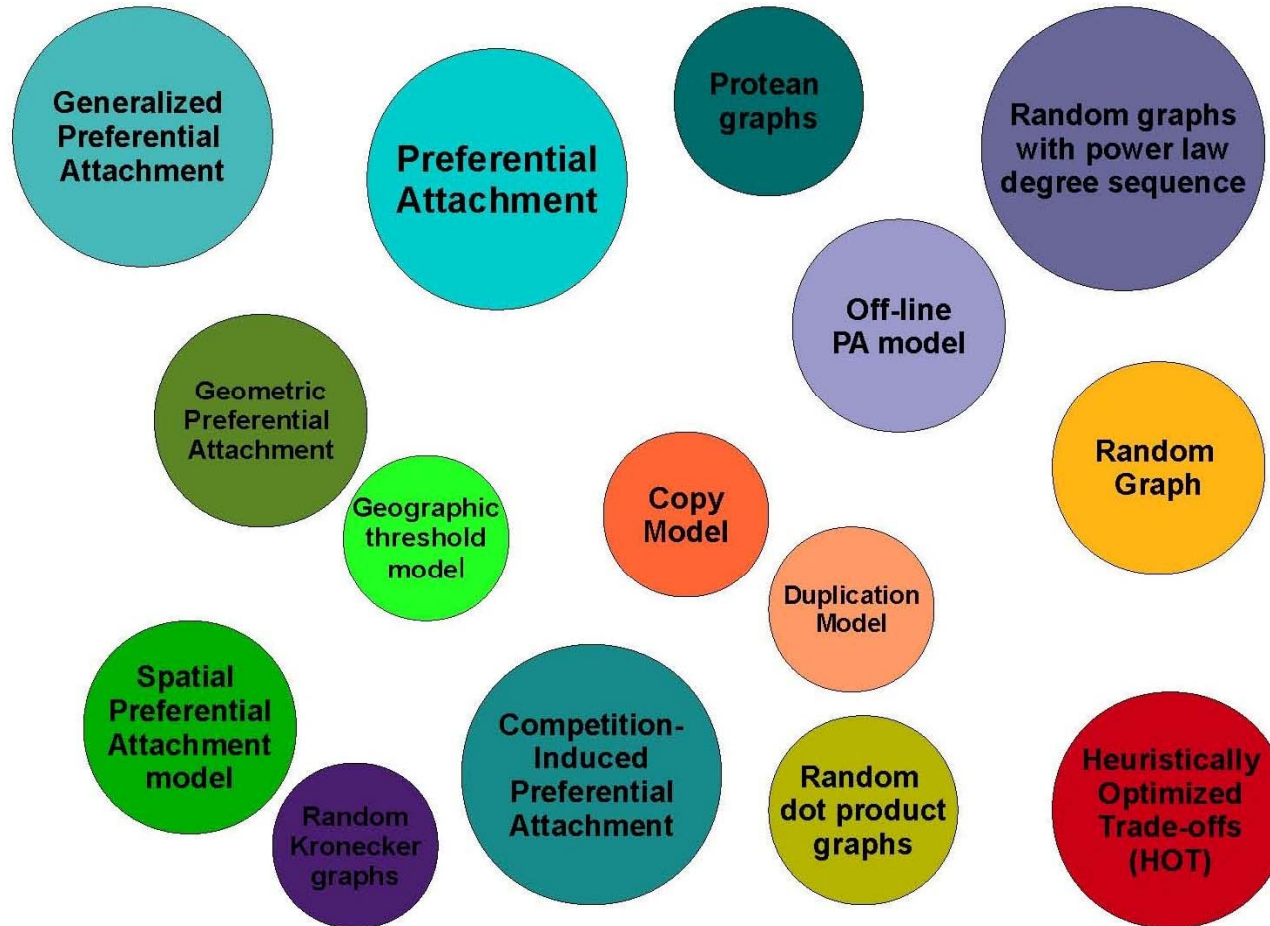 Generalized
Preferential
Attachment
Preferential
Attachment
Protean
graphs
Random graphs
with power law
degree sequence
Off-line
PA model
Geometric
Preferential
Attachment
Geographic
threshold
model
Copy
Model
Random
Graph
Duplication
Model
Spatial
Preferential
Attachment
model
Random
Kronecker
graphs
Competition-
Induced
Preferential
Attachment
Random
dot product
graphs
Heuristically
Optimized
Trade-offs
(HOT)